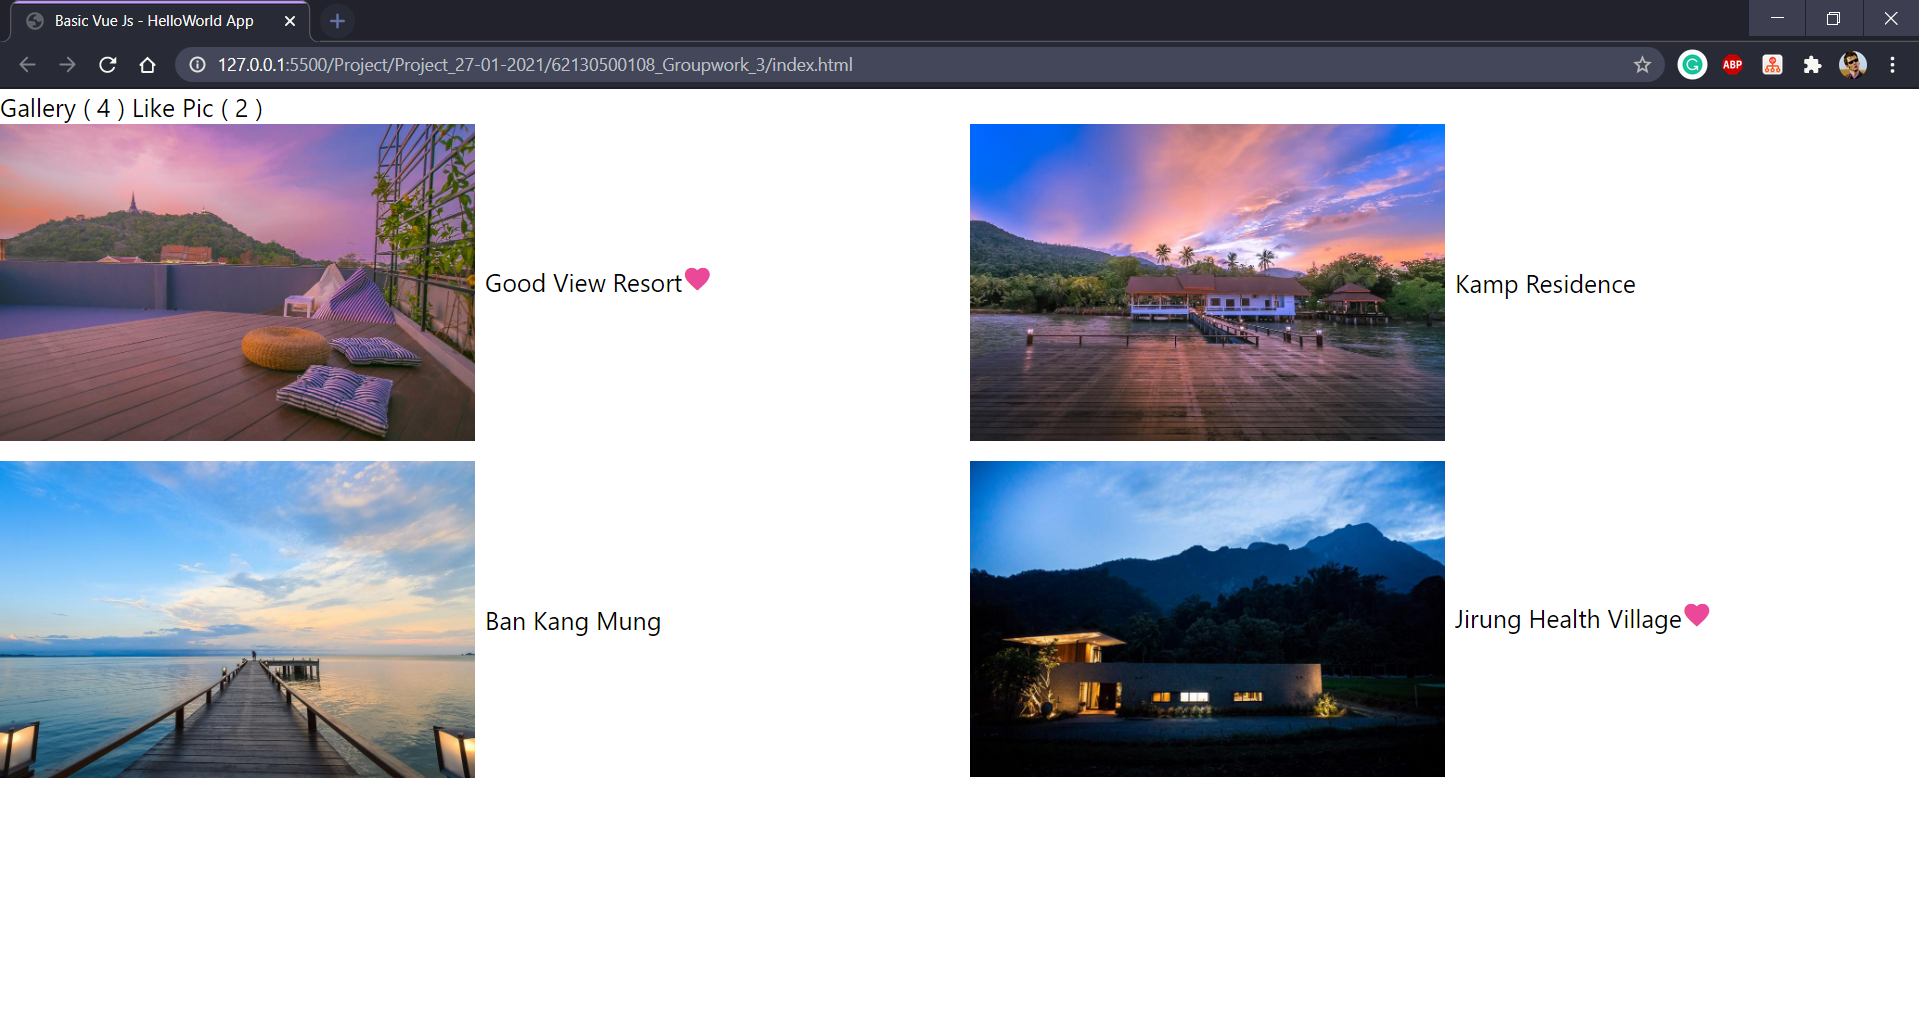 Basic Vue Js - HelloWorld App
127.0.0.1:5500/Project/Project_27-01-2021/62130500108_Groupwork_3/index.html
ABP
Gallery ( 4 ) Like Pic ( 2 )
Good View Resort
Kamp Residence
Ban Kang Mung
Jirung Health Village